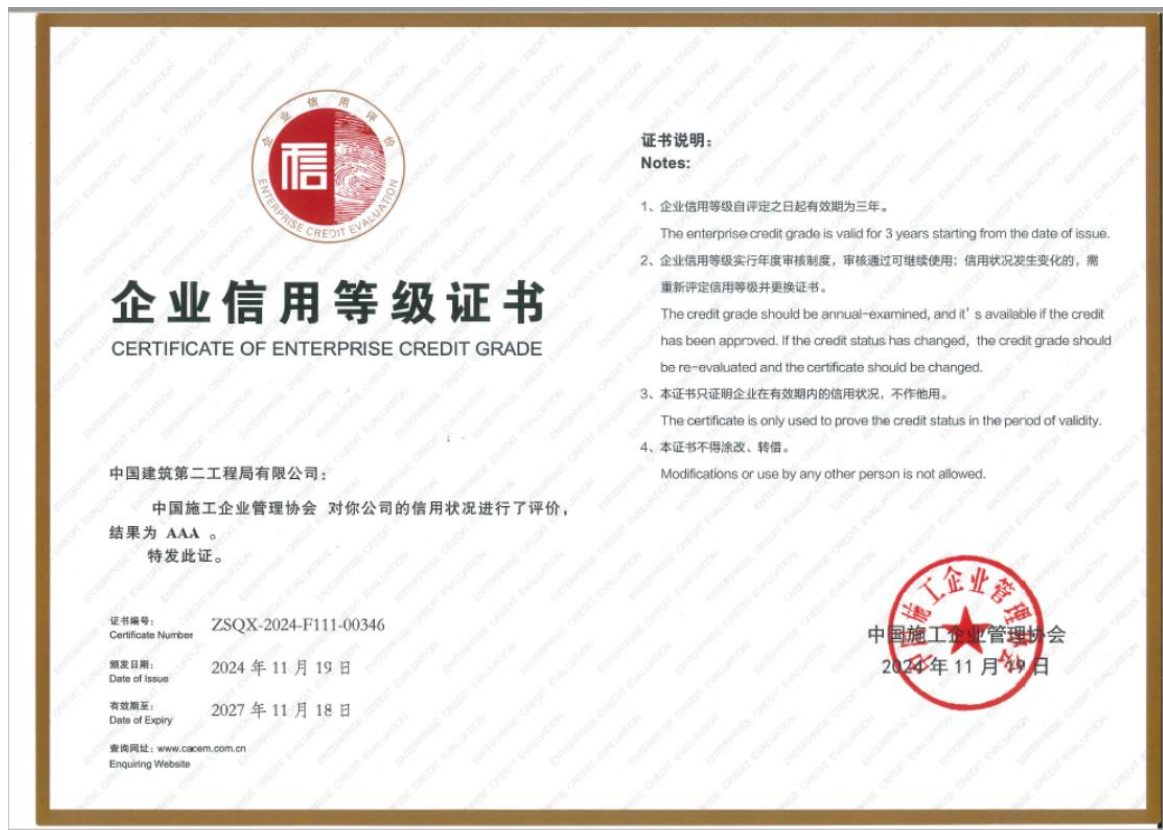 企业信用评价
信
ENTERPRISE CREDIT EVALUATION
企业信用等级证书
CERTIFICATE OF ENTERPRISE CREDIT GRADE
中国建筑第二工程局有限公司：
中国施工企业管理协会 对你公司的信用状况进行了评价，
结果为 AAA 。
特发此证。
证书编号：
Certificate Number
ZSQX-2024-F111-00346
颁发日期：
Date of Issue
2024 年 11 月 19 日
有效期至：
Date of Expiry
2027 年 11 月 18 日
查询网址：www.cacem.com.cn
Enquiring Website
证书说明：
Notes:
1、企业信用等级自评定之日起有效期为三年。
The enterprise credit grade is valid for 3 years starting from the date of issue.
2、企业信用等级实行年度审核制度，审核通过可继续使用；信用状况发生变化的，需
重新评定信用等级并更换证书。
The credit grade should be annual-examined, and it' s available if the credit
has been approved. If the credit status has changed, the credit grade should
be re-evaluated and the certificate should be changed.
3、本证书只证明企业在有效期内的信用状况，不作他用。
The certificate is only used to prove the credit status in the period of validity.
4、本证书不得涂改、转借。
Modifications or use by any other person is not allowed.
中国施工企业管理协会
中国施工企业管理协会
2024 年 11 月 19 日